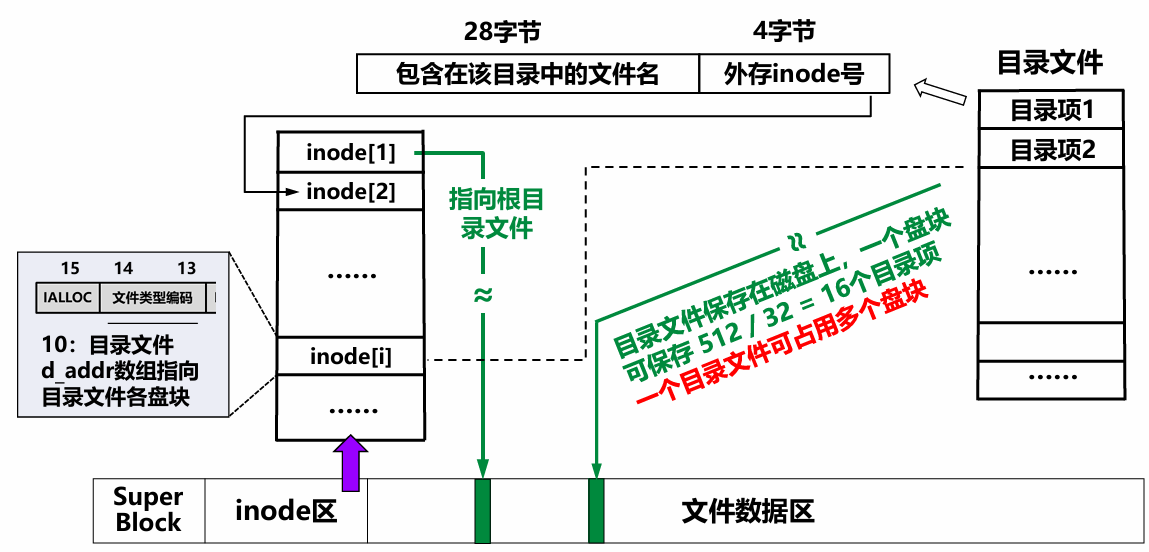 28字节
4字节
包含在该目录中的文件名
外存inode号
目录文件
目录项1
目录项2
……
……
inode[1]
inode[2]
……
inode[i]
……
指向根目
录文件
≈
≈
目录文件保存在磁盘上，一个盘块
可保存 512 / 32 = 16个目录项
一个目录文件可占用多个盘块
15 14 13
IALLOC
文件类型编码
10：目录文件
d_addr数组指向
目录文件各盘块
Super
Block
inode区
文件数据区